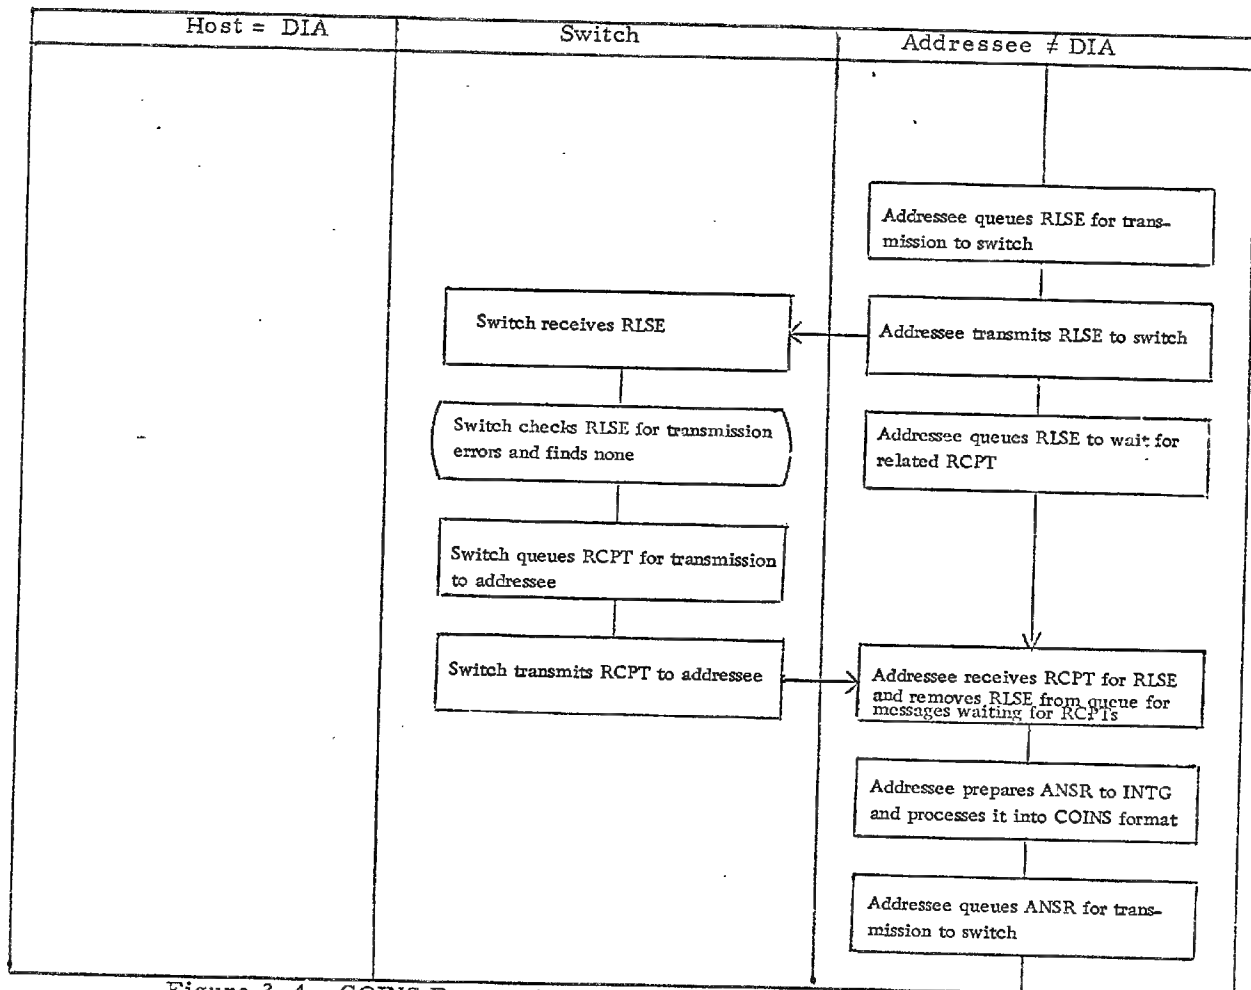 Host = DIA
Switch
Addressee ≠ DIA
Addressee queues RLSE for trans-
mission to switch
Switch receives RLSE
Addressee transmits RLSE to switch
Switch checks RLSE for transmission
errors and finds none
Addressee queues RLSE to wait for
related RCPT
Switch queues RCPT for transmission
to addressee
Switch transmits RCPT to addressee
Addressee receives RCPT for RLSE
and removes RLSE from queue for
messages waiting for RCPTs
Addressee prepares ANSR to INTG
and processes it into COINS format
Addressee queues ANSR for trans-
mission to switch
Figure 3-4. COINS